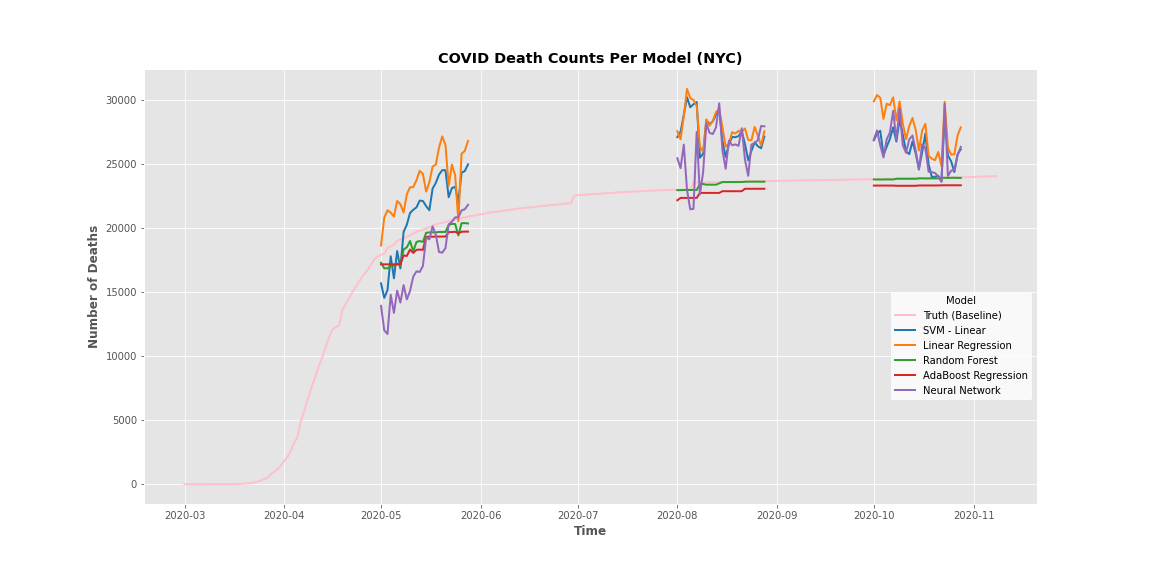 COVID Death Counts Per Model (NYC)
Number of Deaths
30000
25000
20000
15000
10000
5000
0
Model
Truth (Baseline)
SVM - Linear
Linear Regression
Random Forest
AdaBoost Regression
Neural Network
2020-03 2020-04 2020-05 2020-06 2020-07 2020-08 2020-09 2020-10 2020-11
Time